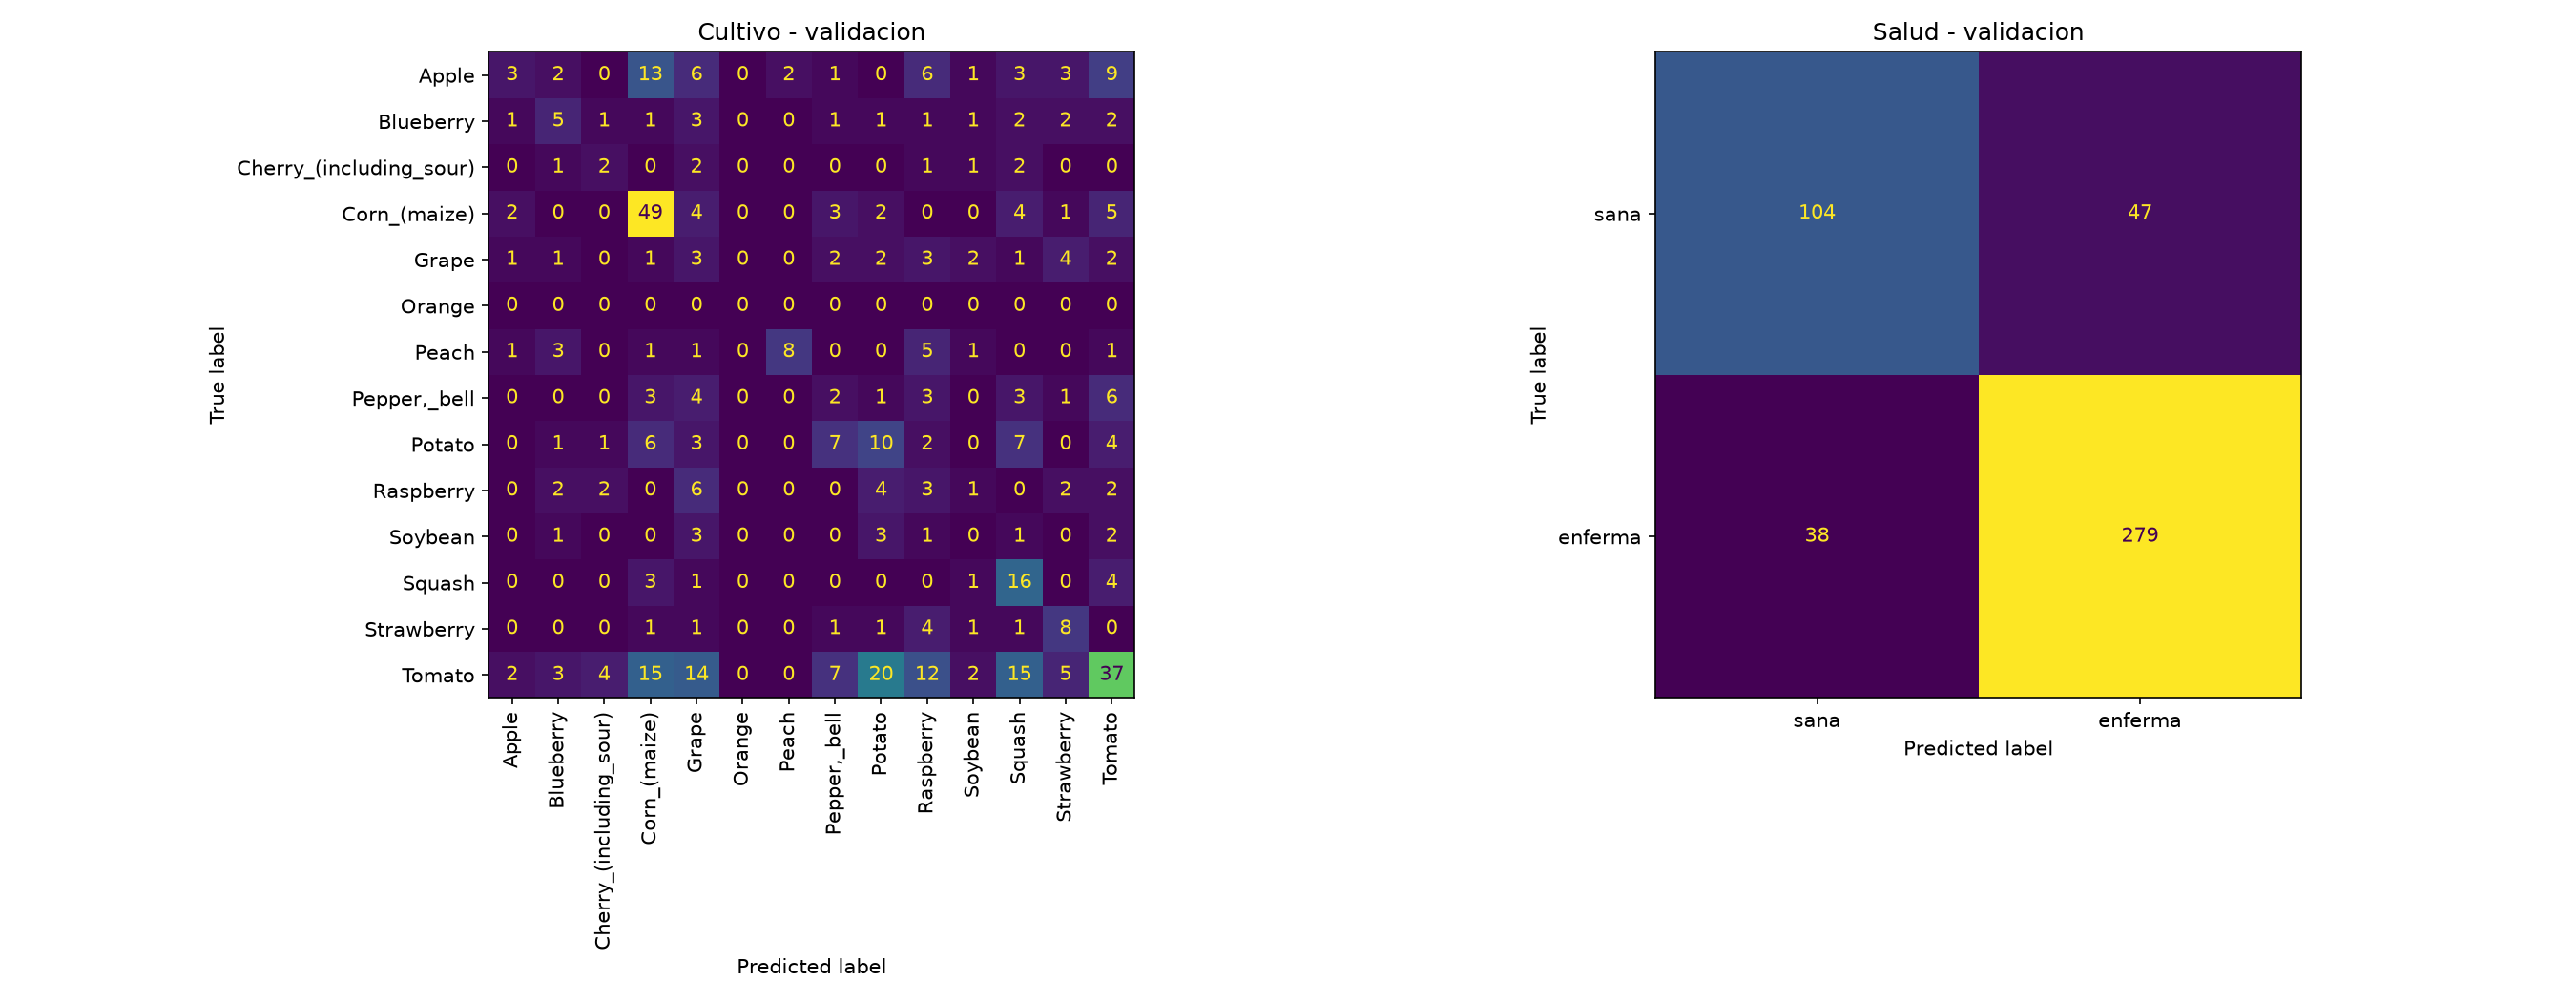 Cultivo - validacion
Apple 3 2 0 13 6 0 2 1 0 6 1 3 3 9
Blueberry 1 5 1 1 3 0 0 1 1 1 1 2 2 2
Cherry_(including_sour) 0 1 2 0 2 0 0 0 0 1 1 2 0 0
Corn_(maize) 2 0 0 49 4 0 0 3 2 0 0 4 1 5
Grape 1 1 0 1 3 0 0 2 2 3 2 1 4 2
Orange 0 0 0 0 0 0 0 0 0 0 0 0 0 0
Peach 1 3 0 1 1 0 8 0 0 5 1 0 0 1
Pepper,_bell 0 0 0 3 4 0 0 2 1 3 0 3 1 6
Potato 0 1 1 6 3 0 0 7 10 2 0 7 0 4
Raspberry 0 2 2 0 6 0 0 0 4 3 1 0 2 2
Soybean 0 1 0 0 3 0 0 0 3 1 0 1 0 2
Squash 0 0 0 3 1 0 0 0 0 0 1 16 0 4
Strawberry 0 0 0 1 1 0 0 1 1 4 1 1 8 0
Tomato 2 3 4 15 14 0 0 7 20 12 2 15 5 37
True label
Apple
Blueberry
Cherry_(including_sour)
Corn_(maize)
Grape
Orange
Peach
Pepper,_bell
Potato
Raspberry
Soybean
Squash
Strawberry
Tomato
Predicted label
Salud - validacion
sana 104 47
enferma 38 279
True label
sana enferma
Predicted label